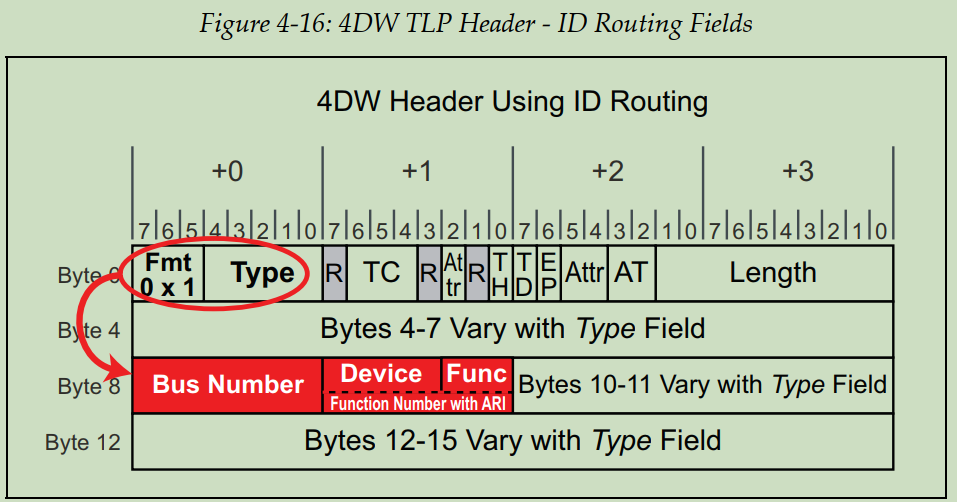 Figure 4-16: 4DW TLP Header - ID Routing Fields
4DW Header Using ID Routing
+0 +1 +2 +3
7 6 5 4 3 2 1 0 7 6 5 4 3 2 1 0 7 6 5 4 3 2 1 0 7 6 5 4 3 2 1 0
Byte 0 Fmt 0 x 1 Type R TC R Attr R TH TD EP Attr AT Length
Byte 4 Bytes 4-7 Vary with Type Field
Byte 8 Bus Number Device Func Bytes 10-11 Vary with Type Field
Function Number with ARI
Byte 12 Bytes 12-15 Vary with Type Field